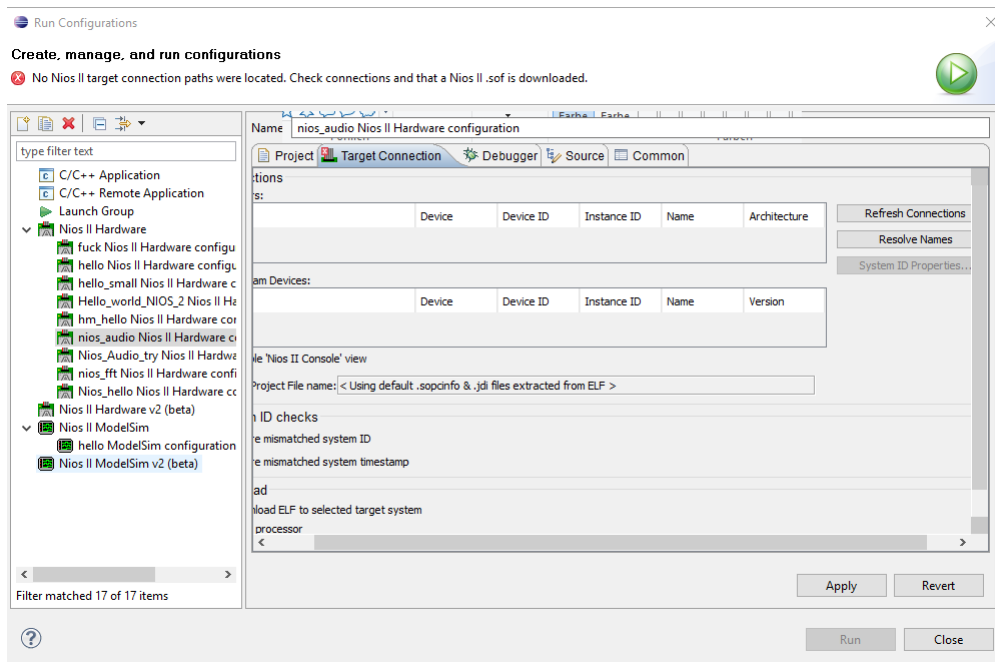 Run Configurations
Create, manage, and run configurations
No Nios II target connection paths were located. Check connections and that a Nios II .sof is downloaded.
type filter text
C/C++ Application
C/C++ Remote Application
Launch Group
Nios II Hardware
fuck Nios II Hardware configu
hello Nios II Hardware configu
hello_small Nios II Hardware c
Hello_world_NIOS_2 Nios II Ha
hm_hello Nios II Hardware con
nios_audio Nios II Hardware co
Nios_Audio_try Nios II Hardwa
nios_fft Nios II Hardware confi
Nios_hello Nios II Hardware co
Nios II Hardware v2 (beta)
Nios II ModelSim
hello ModelSim configuration
Nios II ModelSim v2 (beta)
Filter matched 17 of 17 items
Farbe Farbe
Name nios_audio Nios II Hardware configuration
Project Target Connection Debugger Source Common
ctions
rs:
Device Device ID Instance ID Name Architecture
Refresh Connections
Resolve Names
System ID Properties...
am Devices:
Device Device ID Instance ID Name Version
le 'Nios II Console' view
Project File name: < Using default .sopcinfo & .jdi files extracted from ELF >
n ID checks
re mismatched system ID
re mismatched system timestamp
ad
nload ELF to selected target system
processor
Apply Revert
Run Close